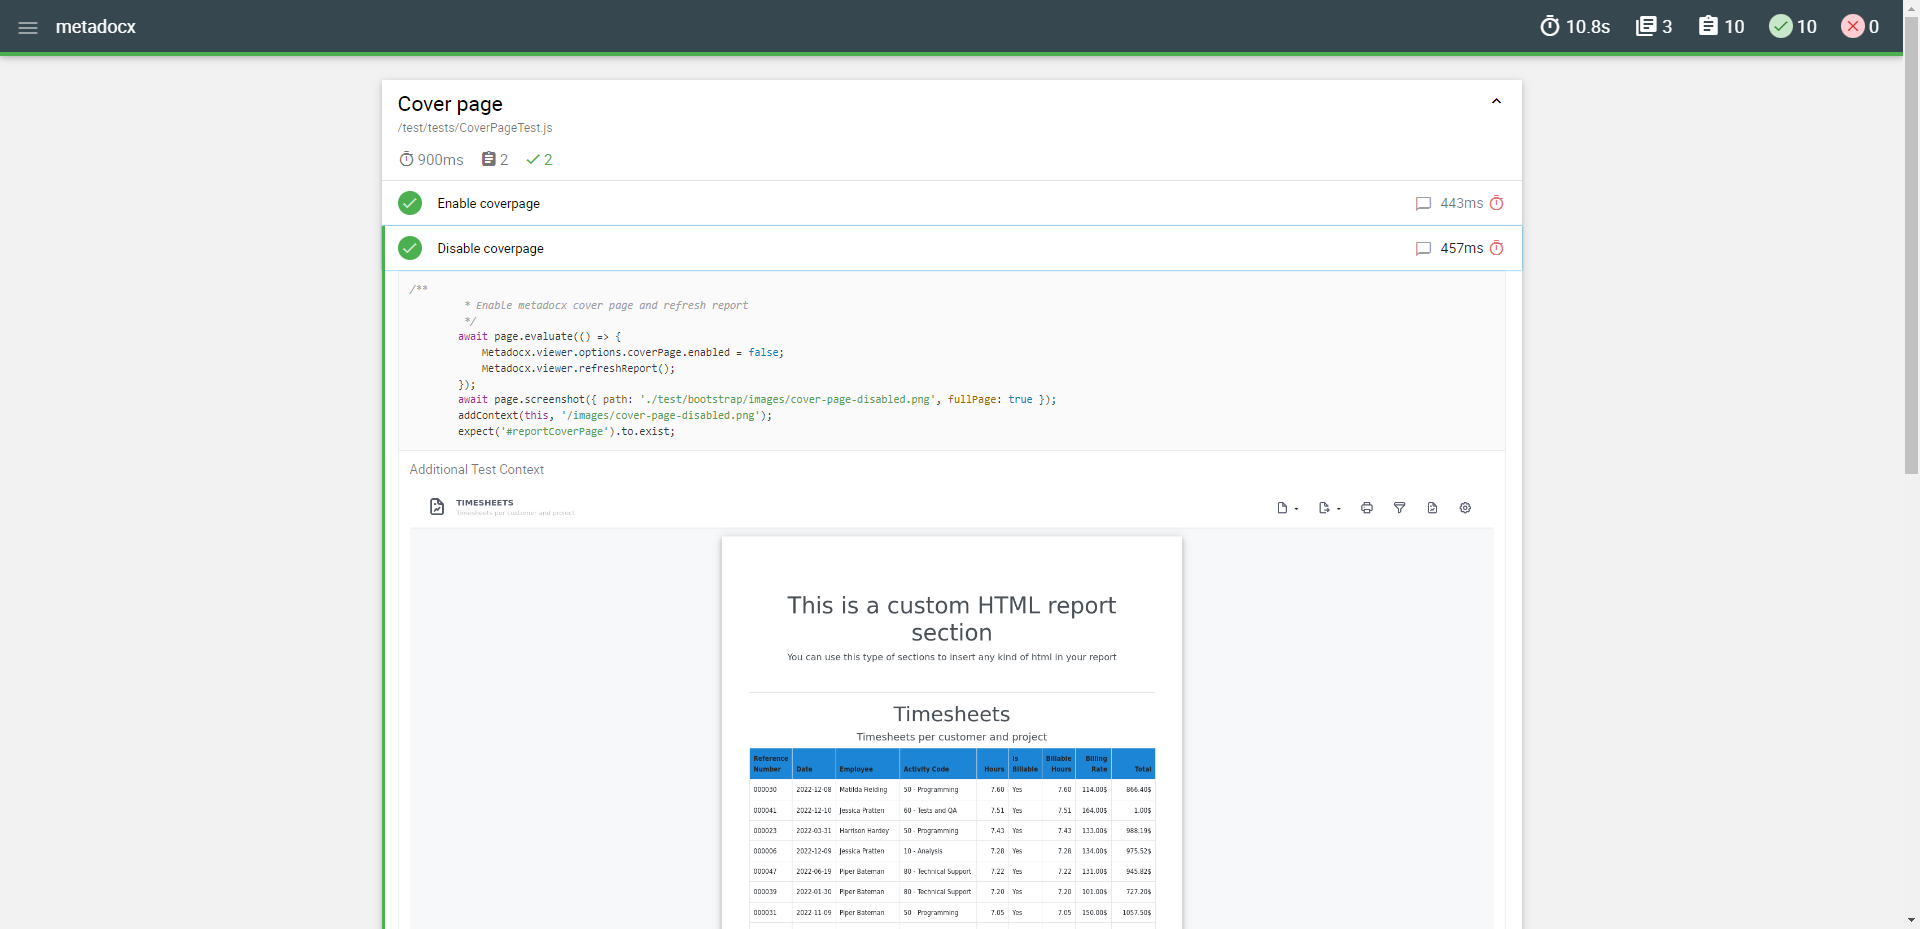 metadocx
10.8s 3 10 10 0
Cover page
/test/tests/CoverPageTest.js
900ms 2 2
Enable coverpage 443ms
Disable coverpage 457ms
/**
* Enable metadocx cover page and refresh report
*/
await page.evaluate(() => {
Metadocx.viewer.options.coverPage.enabled = false;
Metadocx.viewer.refreshReport();
});
await page.screenshot({ path: './test/bootstrap/images/cover-page-disabled.png', fullPage: true });
addContext(this, '/images/cover-page-disabled.png');
expect('#reportCoverPage').to.exist;
Additional Test Context
TIMESHEETS
Timesheets per customer and project
This is a custom HTML report
section
You can use this type of sections to insert any kind of html in your report
Timesheets
Timesheets per customer and project
Reference Number Date Employee Activity Code Hours Is Billable Billable Hours Billing Rate Total
000030 2022-12-08 Matilda Fielding 50 - Programming 7.60 Yes 7.60 114.00$ 866.40$
000041 2022-12-10 Jessica Pratten 60 - Tests and QA 7.51 Yes 7.51 164.00$ 1.00$
000023 2022-03-31 Harrison Hardey 50 - Programming 7.43 Yes 7.43 133.00$ 988.19$
000006 2022-12-09 Jessica Pratten 10 - Analysis 7.28 Yes 7.28 134.00$ 975.52$
000047 2022-06-19 Piper Bateman 80 - Technical Support 7.22 Yes 7.22 131.00$ 945.82$
000039 2022-01-30 Piper Bateman 80 - Technical Support 7.20 Yes 7.20 101.00$ 727.20$
000031 2022-11-09 Piper Bateman 50 - Programming 7.05 Yes 7.05 150.00$ 1057.50$